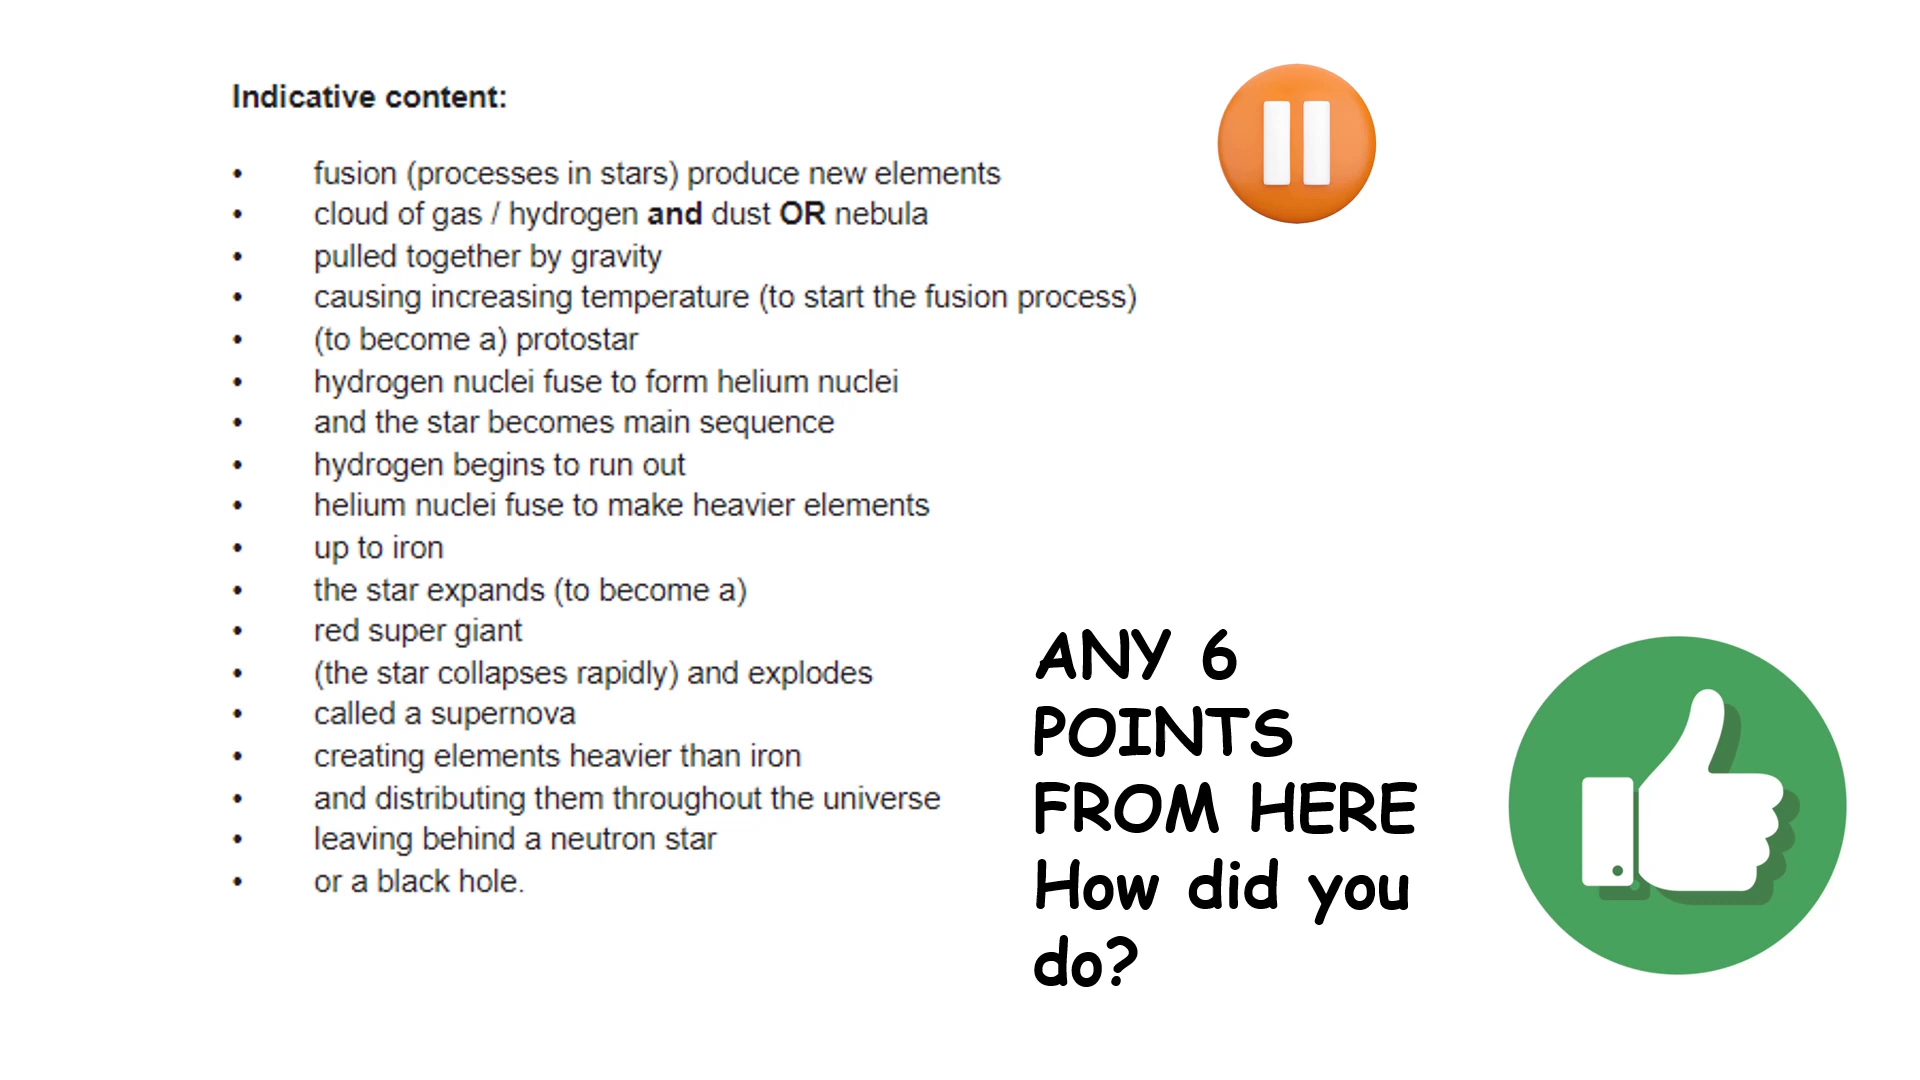 Indicative content:
• fusion (processes in stars) produce new elements
• cloud of gas / hydrogen and dust OR nebula
• pulled together by gravity
• causing increasing temperature (to start the fusion process)
• (to become a) protostar
• hydrogen nuclei fuse to form helium nuclei
• and the star becomes main sequence
• hydrogen begins to run out
• helium nuclei fuse to make heavier elements
• up to iron
• the star expands (to become a)
• red super giant
• (the star collapses rapidly) and explodes
• called a supernova
• creating elements heavier than iron
• and distributing them throughout the universe
• leaving behind a neutron star
• or a black hole.
ANY 6
POINTS
FROM HERE
How did you
do?